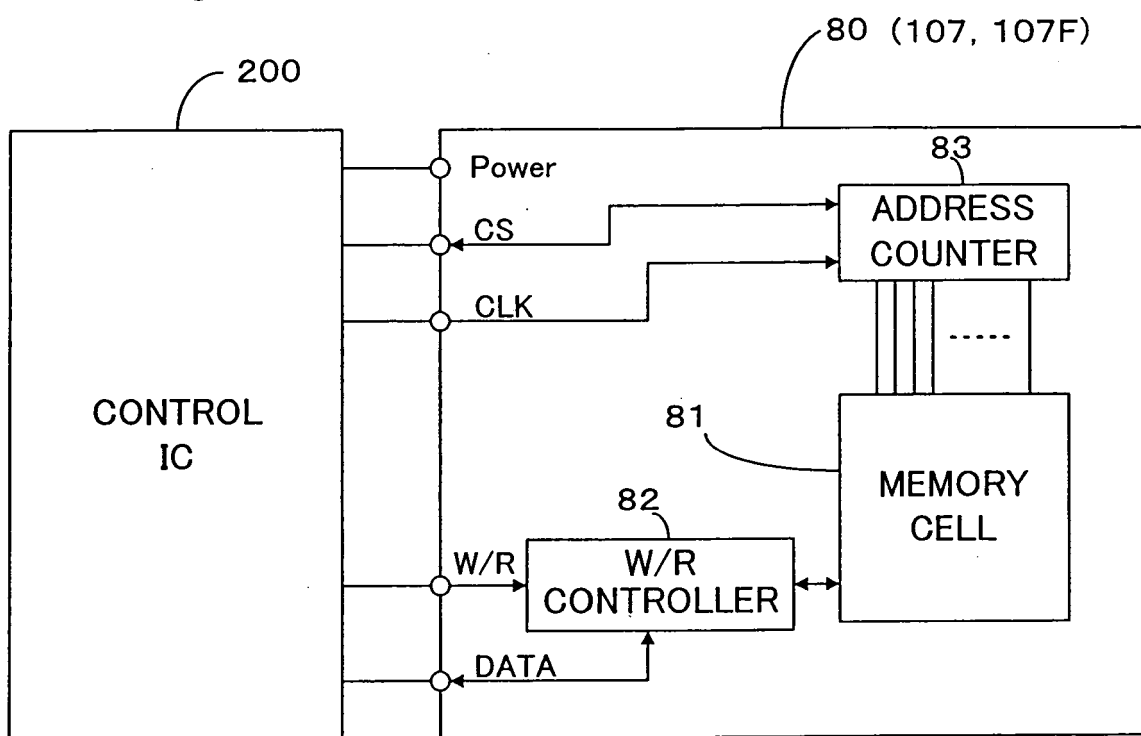 80 (107, 107F)
200
Power
83
ADDRESS
COUNTER
CS
CLK
CONTROL
IC
81
MEMORY
CELL
82
W/R
W/R
CONTROLLER
DATA